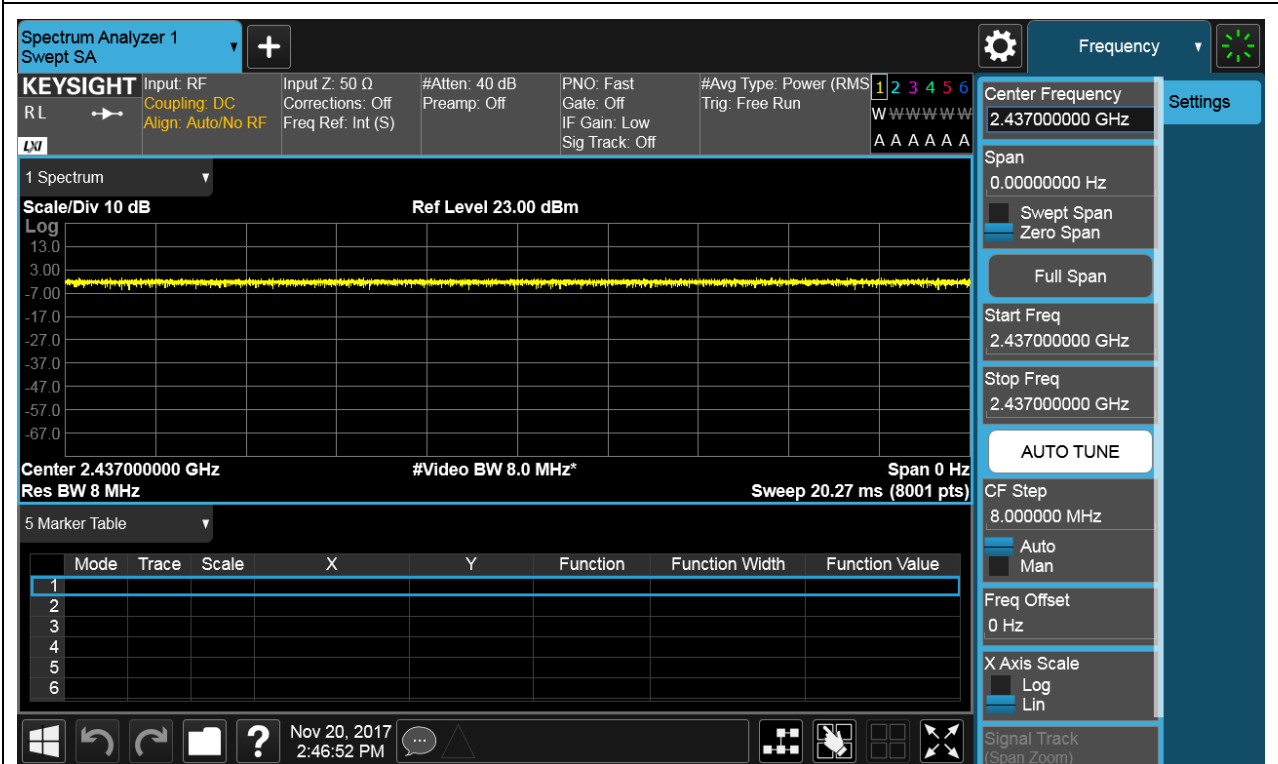 Spectrum Analyzer 1
Swept SA
+
Frequency
KEYSIGHT
RL
LXI
Input: RF
Coupling: DC
Align: Auto/No RF
Input Z: 50 Ω
Corrections: Off
Freq Ref: Int (S)
#Atten: 40 dB
Preamp: Off
PNO: Fast
Gate: Off
IF Gain: Low
Sig Track: Off
#Avg Type: Power (RMS
Trig: Free Run
1 2 3 4 5 6
W W W W W W
A A A A A A
1 Spectrum
Scale/Div 10 dB
Ref Level 23.00 dBm
Log
13.0
3.00
-7.00
-17.0
-27.0
-37.0
-47.0
-57.0
-67.0
Center 2.437000000 GHz
#Video BW 8.0 MHz*
Span 0 Hz
Res BW 8 MHz
Sweep 20.27 ms (8001 pts)
5 Marker Table
Mode Trace Scale X Y Function Function Width Function Value
1
2
3
4
5
6
?
Nov 20, 2017
2:46:52 PM
Center Frequency
2.437000000 GHz
Settings
Span
0.00000000 Hz
Swept Span
Zero Span
Full Span
Start Freq
2.437000000 GHz
Stop Freq
2.437000000 GHz
AUTO TUNE
CF Step
8.000000 MHz
Auto
Man
Freq Offset
0 Hz
X Axis Scale
Log
Lin
Signal Track
(Span Zoom)